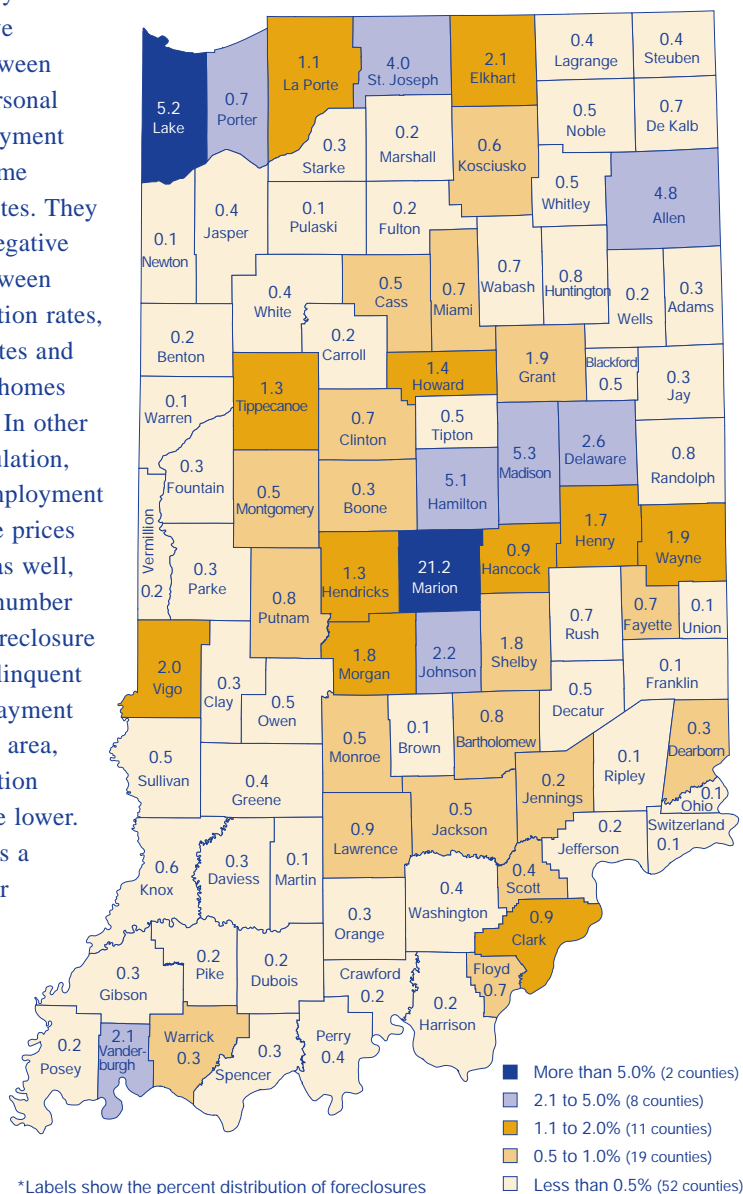 ween
rsonal
yment
me
tes. They
egative
ween
tion rates,
tes and
homes
In other
ulation,
mployment
e prices
as well,
number
reclosure
linquent
ayment
area,
tion
e lower.
s a
r
5.2
Lake
0.7
Porter
1.1
La Porte
4.0
St. Joseph
2.1
Elkhart
0.4
Lagrange
0.4
Steuben
0.3
Starke
0.2
Marshall
0.6
Kosciusko
0.5
Noble
0.7
De Kalb
0.1
Newton
0.4
Jasper
0.1
Pulaski
0.2
Fulton
0.5
Whitley
4.8
Allen
0.4
White
0.5
Cass
0.7
Miami
0.7
Wabash
0.8
Huntington
0.2
Wells
0.3
Adams
0.2
Benton
0.2
Carroll
1.4
Howard
1.9
Grant
Blackford
0.5
0.3
Jay
0.1
Warren
1.3
Tippecanoe
0.7
Clinton
0.5
Tipton
5.3
Madison
2.6
Delaware
0.8
Randolph
0.3
Fountain
0.5
Montgomery
0.3
Boone
5.1
Hamilton
1.7
Henry
1.9
Wayne
Vermillion
0.2
0.3
Parke
0.8
Putnam
1.3
Hendricks
21.2
Marion
0.9
Hancock
0.7
Rush
0.7
Fayette
0.1
Union
2.0
Vigo
0.3
Clay
0.5
Owen
1.8
Morgan
2.2
Johnson
1.8
Shelby
0.5
Decatur
0.1
Franklin
0.5
Sullivan
0.4
Greene
0.5
Monroe
0.1
Brown
0.8
Bartholomew
0.2
Jennings
0.1
Ripley
0.3
Dearborn
0.1
Ohio
Switzerland
0.1
0.6
Knox
0.3
Daviess
0.1
Martin
0.9
Lawrence
0.5
Jackson
0.2
Jefferson
0.4
Scott
0.3
Orange
0.4
Washington
0.9
Clark
0.3
Gibson
0.2
Pike
0.2
Dubois
Crawford
0.2
0.2
Harrison
Floyd
0.7
0.2
Posey
2.1
Vander-
burgh
Warrick
0.3
0.3
Spencer
Perry
0.4
More than 5.0% (2 counties)
2.1 to 5.0% (8 counties)
1.1 to 2.0% (11 counties)
0.5 to 1.0% (19 counties)
Less than 0.5% (52 counties)
*Labels show the percent distribution of foreclosures